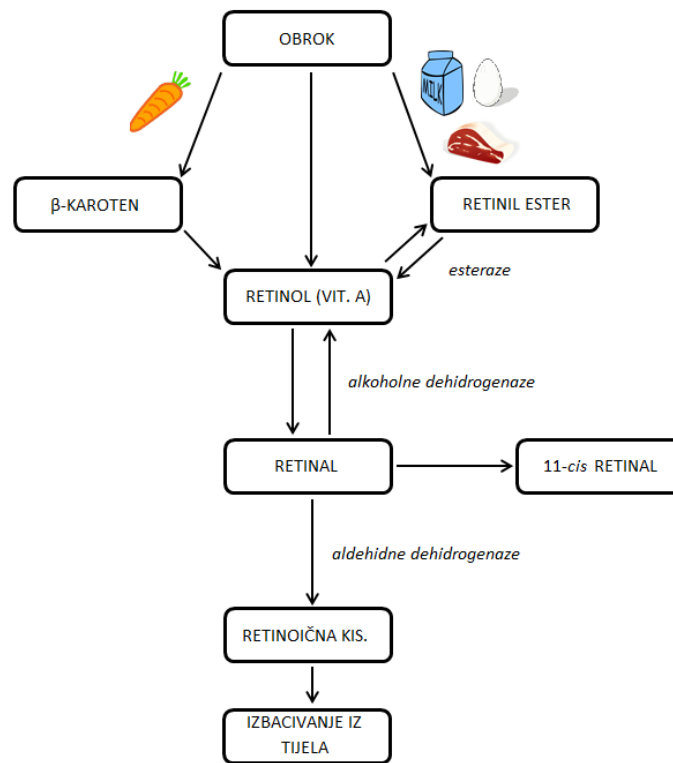 OBROK
MILK
β-KAROTEN
RETINIL ESTER
esteraze
RETINOL (VIT. A)
alkoholne dehidrogenaze
RETINAL
11-cis RETINAL
aldehidne dehidrogenaze
RETINOIČNA KIS.
IZBACIVANJE IZ
TIJELA